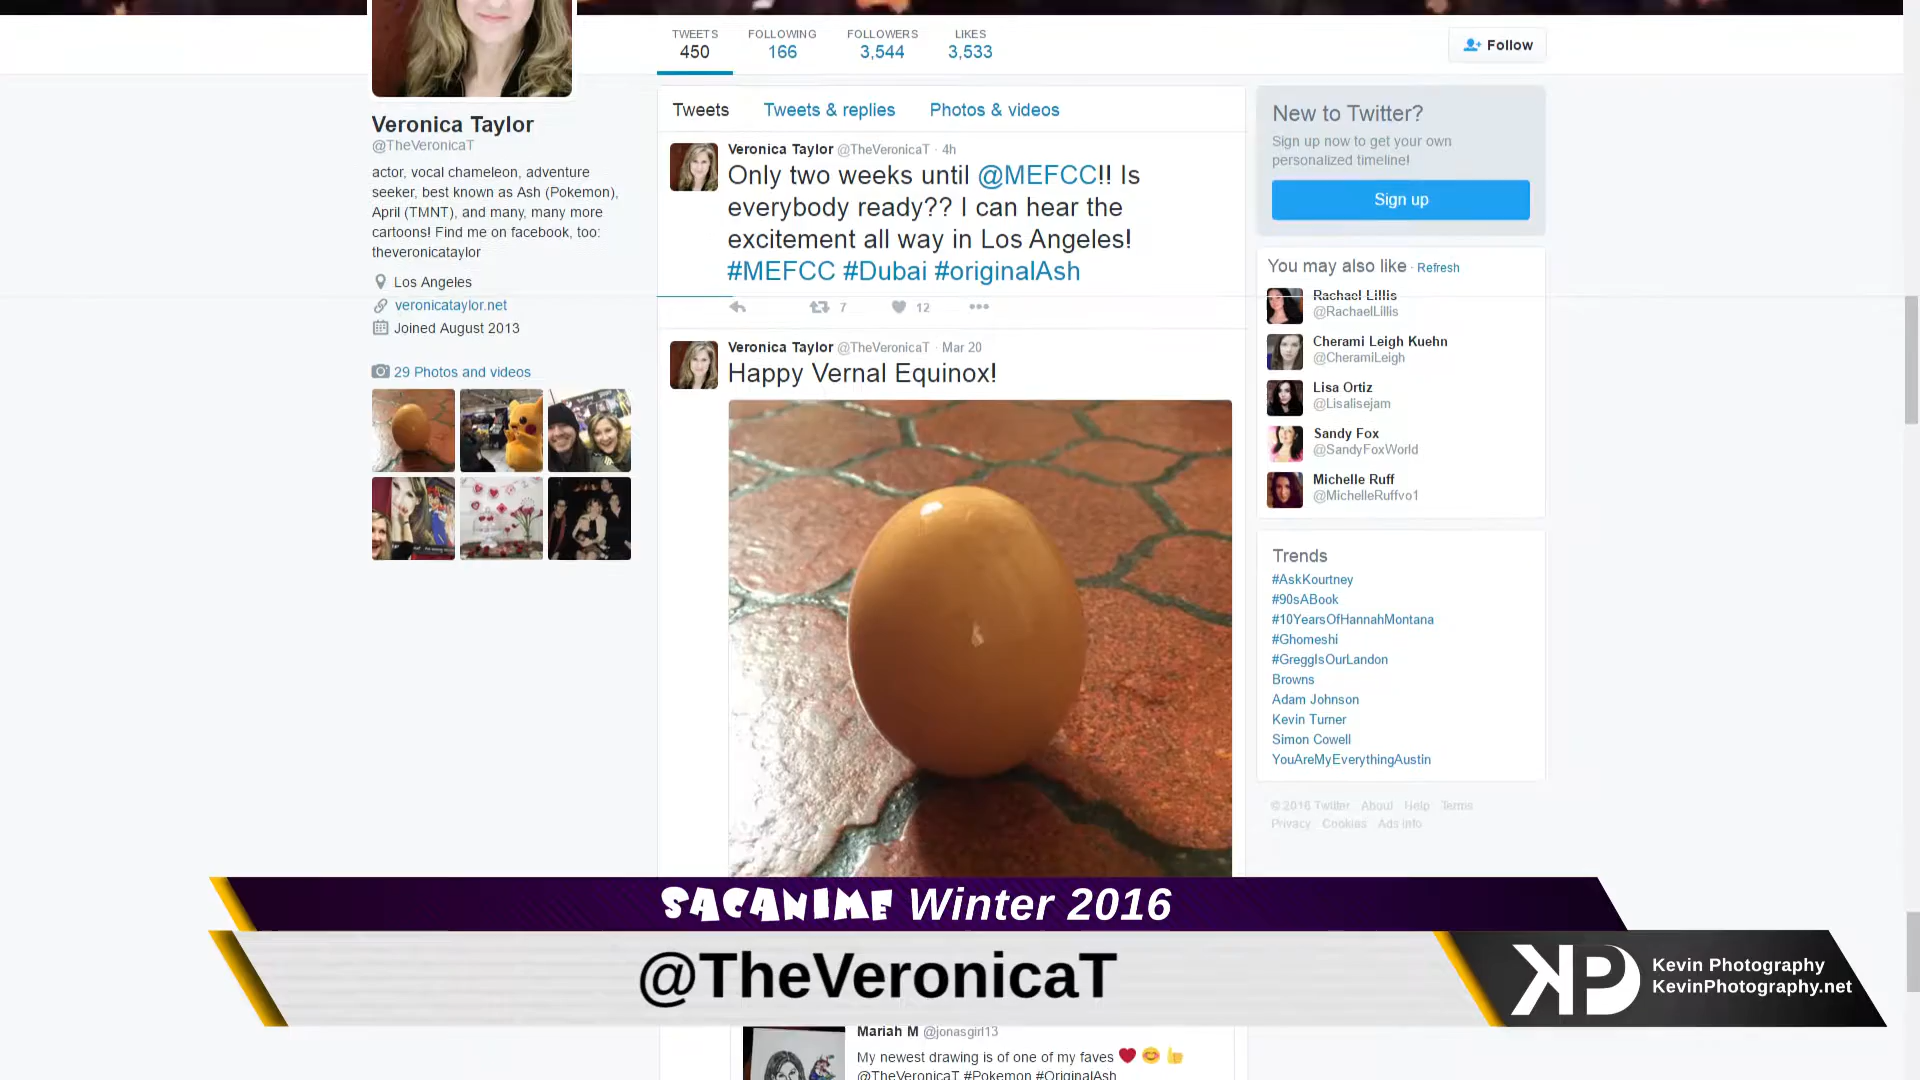 TWEETS
450
FOLLOWING
166
FOLLOWERS
3,544
LIKES
3,533
Follow
Veronica Taylor
@TheVeronicaT
actor, vocal chameleon, adventure
seeker, best known as Ash (Pokemon),
April (TMNT), and many, many more
cartoons! Find me on facebook, too:
theveronicataylor
Los Angeles
veronicataylor.net
Joined August 2013
29 Photos and videos
Tweets
Tweets & replies
Photos & videos
Veronica Taylor @TheVeronicaT · 4h
Only two weeks until @MEFCC!! Is
everybody ready?? I can hear the
excitement all way in Los Angeles!
#MEFCC #Dubai #originalAsh
7
12
Veronica Taylor @TheVeronicaT · Mar 20
Happy Vernal Equinox!
New to Twitter?
Sign up now to get your own
personalized timeline!
Sign up
You may also like · Refresh
Rachael Lillis
@RachaelLillis
Cherami Leigh Kuehn
@CheramiLeigh
Lisa Ortiz
@Lisalisejam
Sandy Fox
@SandyFoxWorld
Michelle Ruff
@MichelleRuffvo1
Trends
#AskKourtney
#90sABook
#10YearsOfHannahMontana
#Ghomeshi
#GreggIsOurLandon
Browns
Adam Johnson
Kevin Turner
Simon Cowell
YouAreMyEverythingAustin
© 2016 Twitter About Help Terms
Privacy Cookies Ads info
SACANIME Winter 2016
@TheVeronicaT
KP
Kevin Photography
KevinPhotography.net
Mariah M @jonasgirl13
My newest drawing is of one of my faves ❤️ 😊 👍
@TheVeronicaT #Pokemon #OriginalAsh